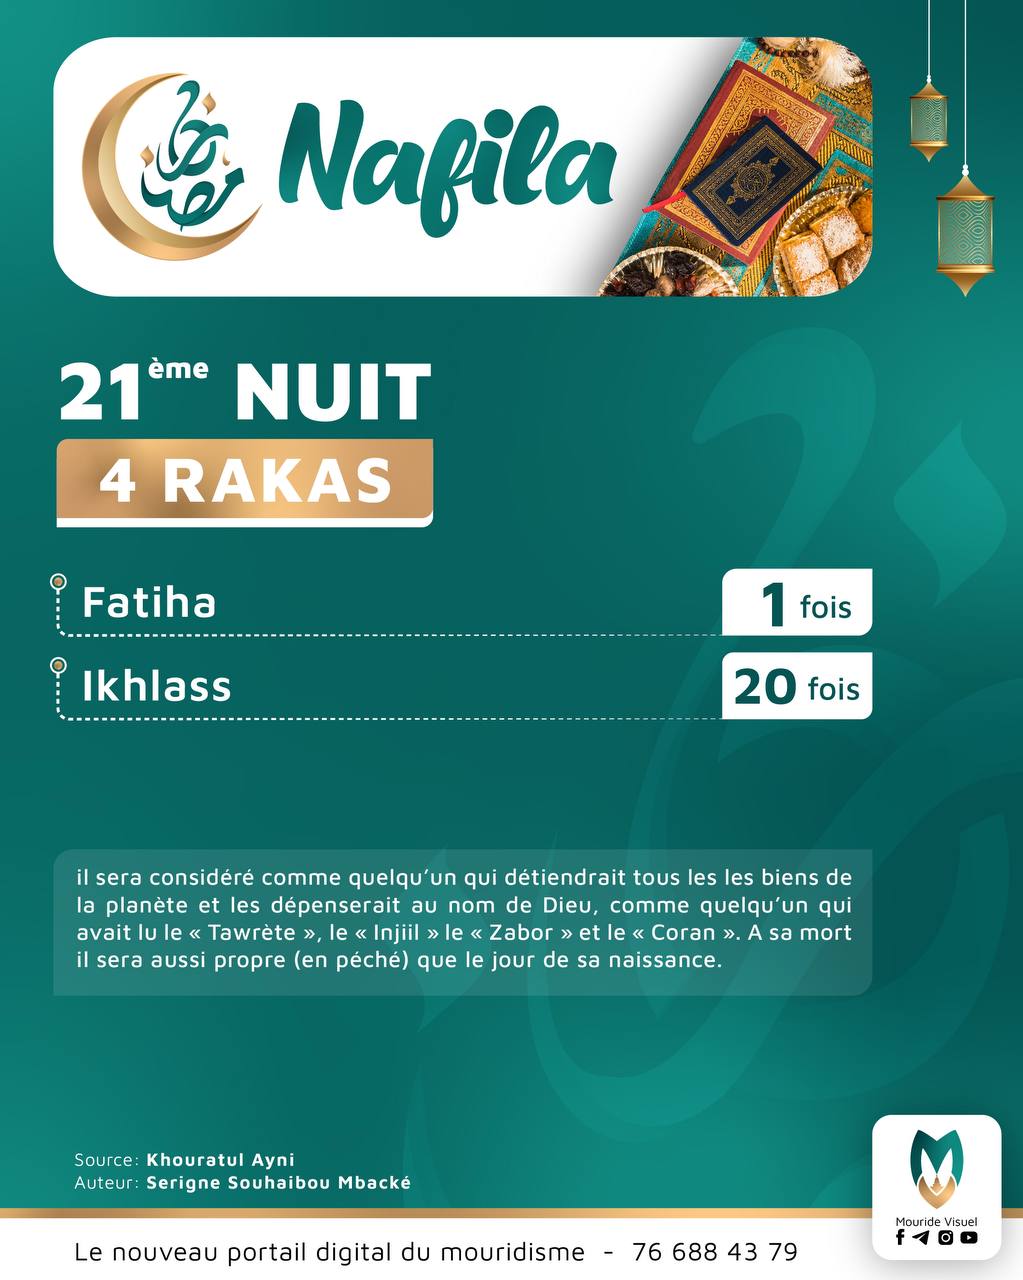 رمضان
Nafila
21ème NUIT
4 RAKAS
Fatiha 1 fois
Ikhlass 20 fois
il sera considéré comme quelqu’un qui détiendrait tous les les biens de
la planète et les dépenserait au nom de Dieu, comme quelqu’un qui
avait lu le « Tawrète », le « Injiil » le « Zabor » et le « Coran ». A sa mort
il sera aussi propre (en péché) que le jour de sa naissance.
Source: Khouratul Ayni
Auteur: Serigne Souhaibou Mbacké
Mouride Visuel
Le nouveau portail digital du mouridisme - 76 688 43 79